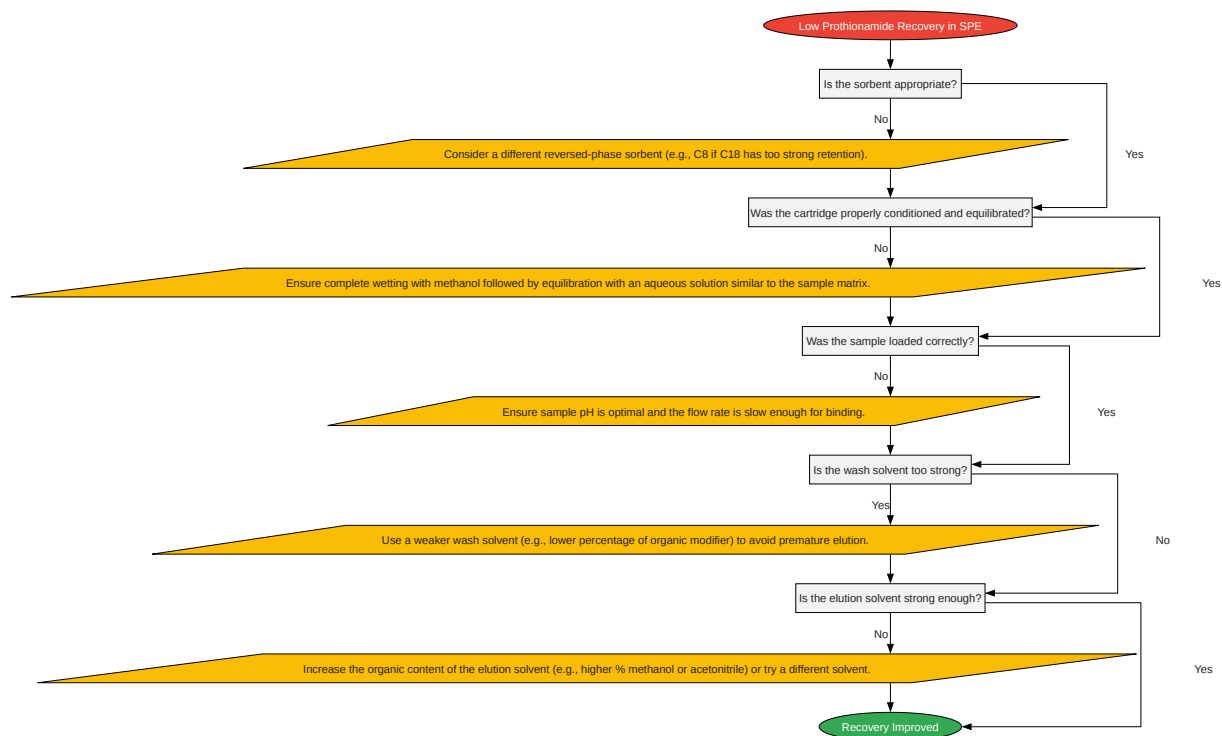 Low Prothionamide Recovery in SPE
Is the sorbent appropriate?
No
Consider a different reversed-phase sorbent (e.g., C8 if C18 has too strong retention).
Yes
Was the cartridge properly conditioned and equilibrated?
No
Ensure complete wetting with methanol followed by equilibration with an aqueous solution similar to the sample matrix.
Yes
Was the sample loaded correctly?
No
Ensure sample pH is optimal and the flow rate is slow enough for binding.
Yes
Is the wash solvent too strong?
Yes
Use a weaker wash solvent (e.g., lower percentage of organic modifier) to avoid premature elution.
No
Is the elution solvent strong enough?
No
Increase the organic content of the elution solvent (e.g., higher % methanol or acetonitrile) or try a different solvent.
Yes
Recovery Improved